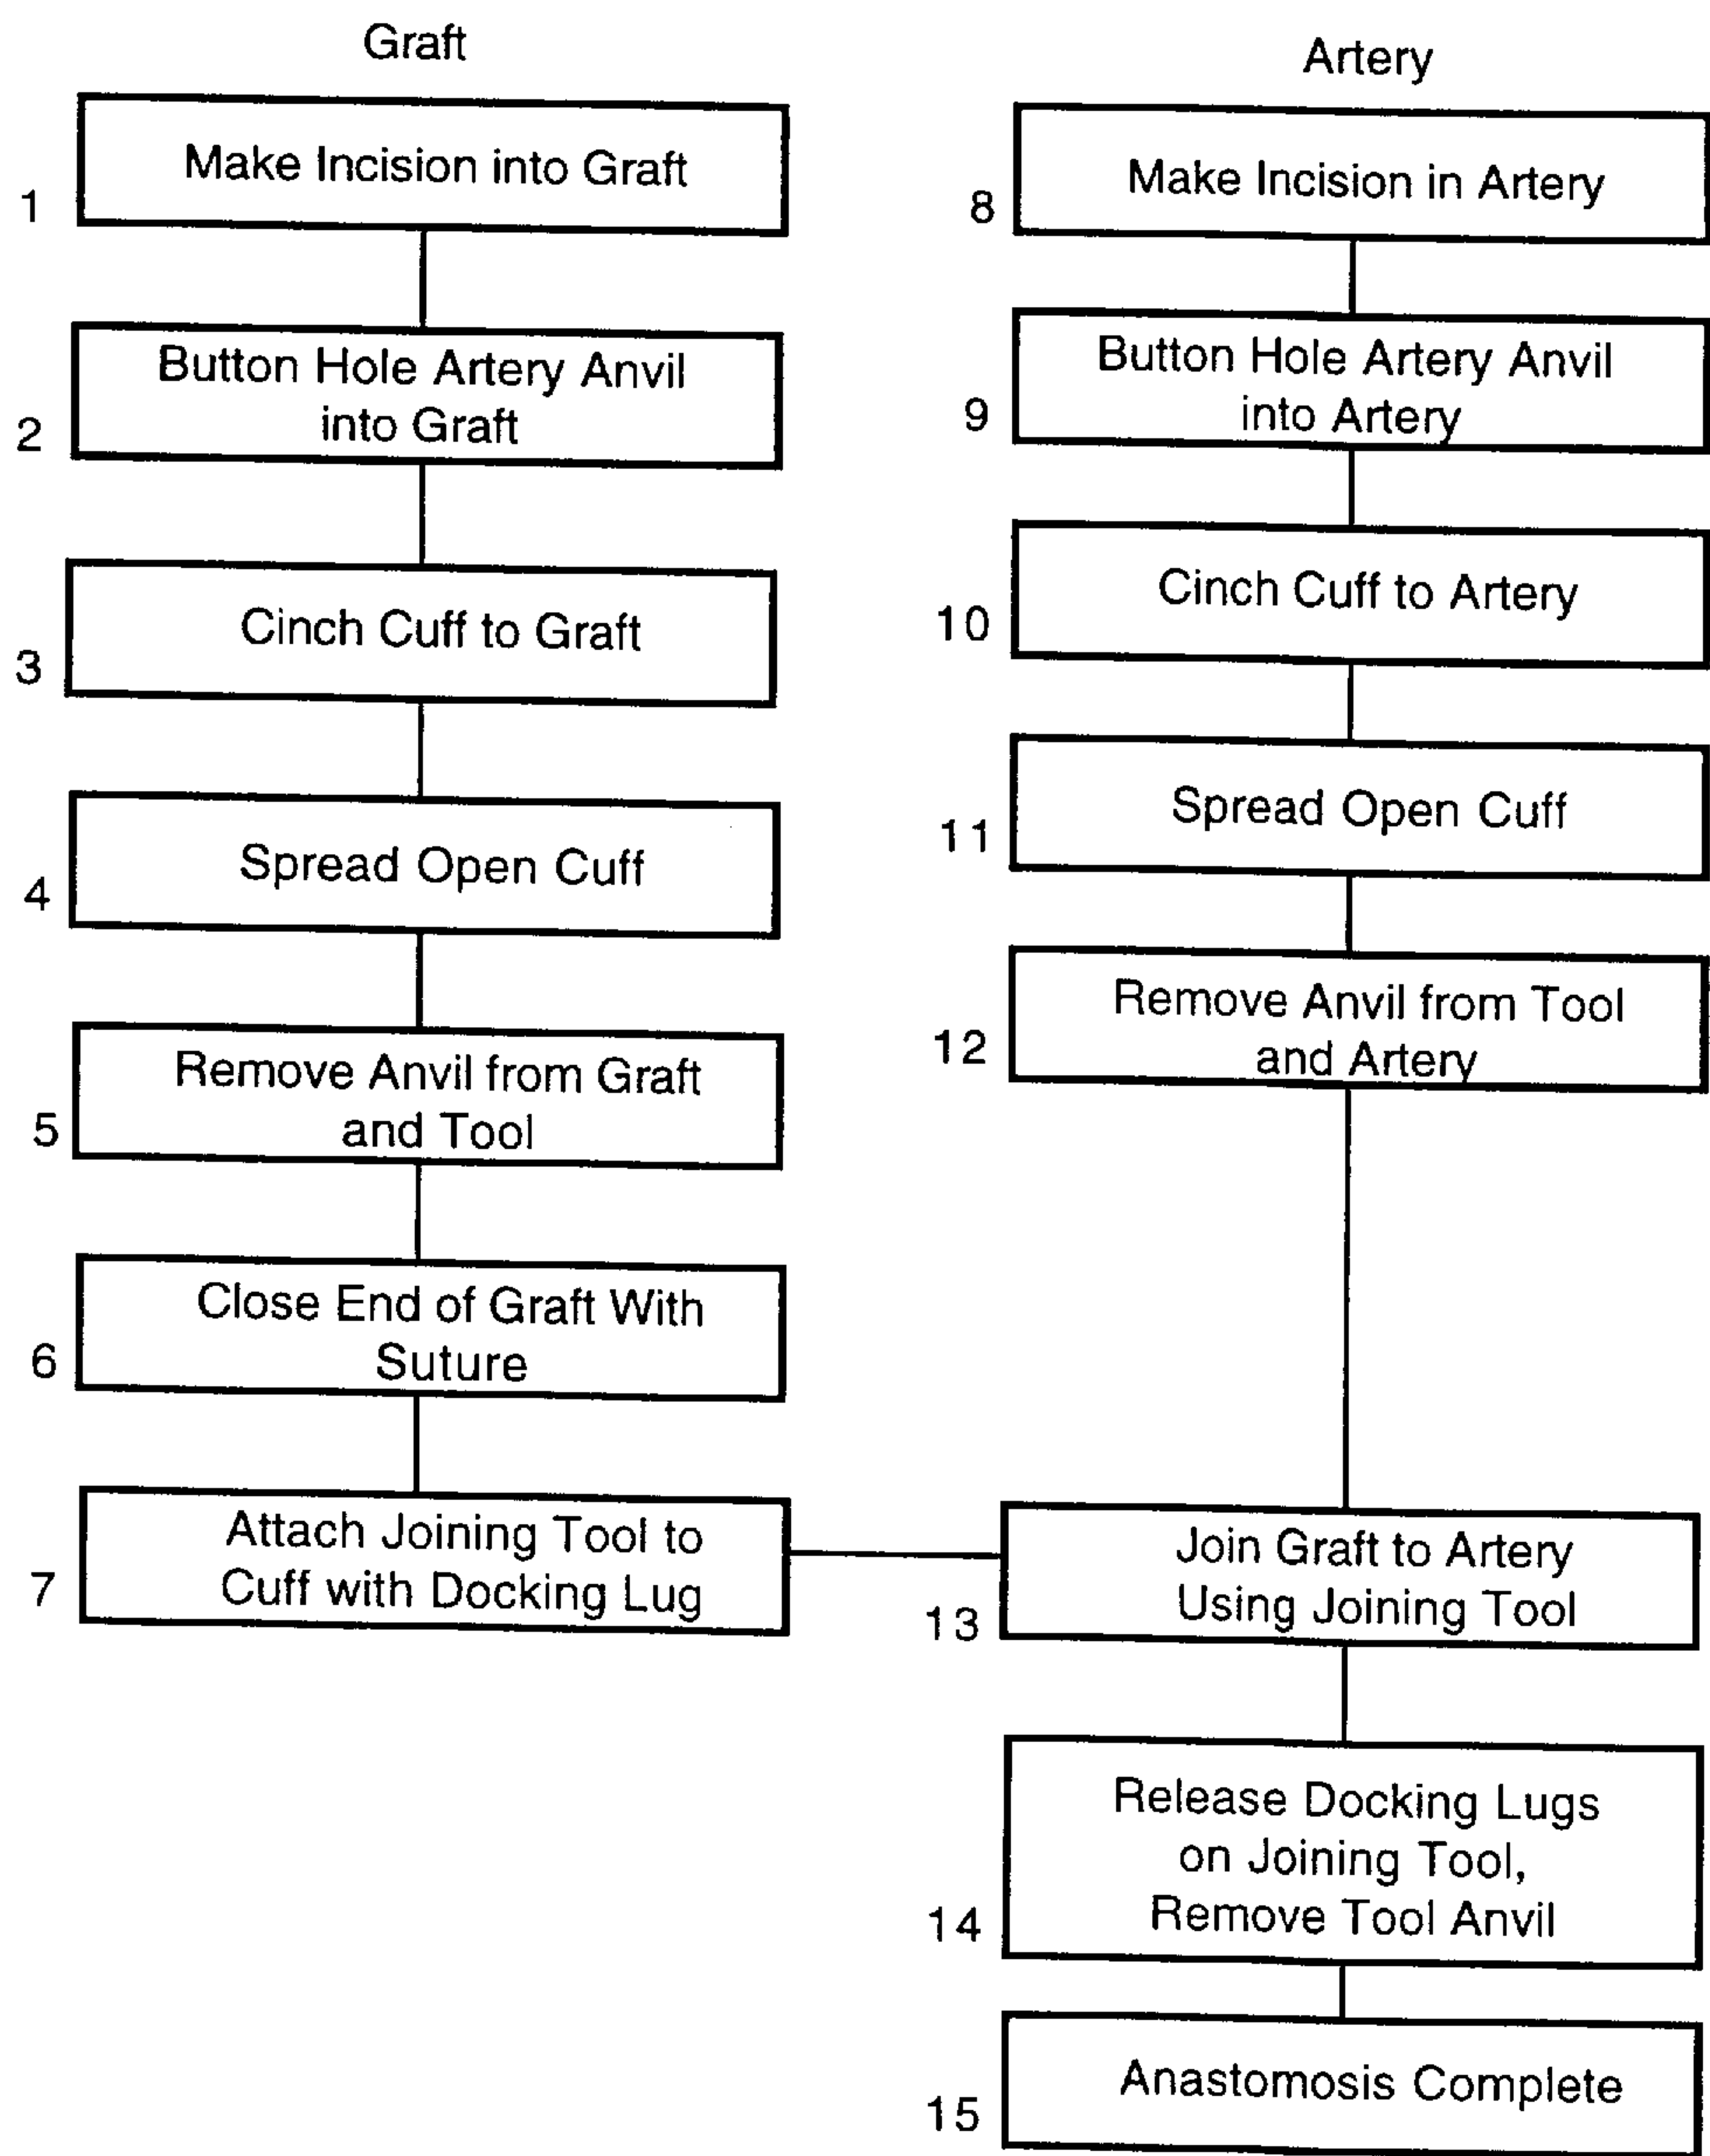 Graft
Make Incision into Graft
1
Button Hole Artery Anvil
into Graft
2
Cinch Cuff to Graft
3
Spread Open Cuff
4
Remove Anvil from Graft
and Tool
5
Close End of Graft With
Suture
6
Attach Joining Tool to
Cuff with Docking Lug
7
Artery
Make Incision in Artery
8
Button Hole Artery Anvil
into Artery
9
Cinch Cuff to Artery
10
Spread Open Cuff
11
Remove Anvil from Tool
and Artery
12
Join Graft to Artery
Using Joining Tool
13
Release Docking Lugs
on Joining Tool,
Remove Tool Anvil
14
Anastomosis Complete
15